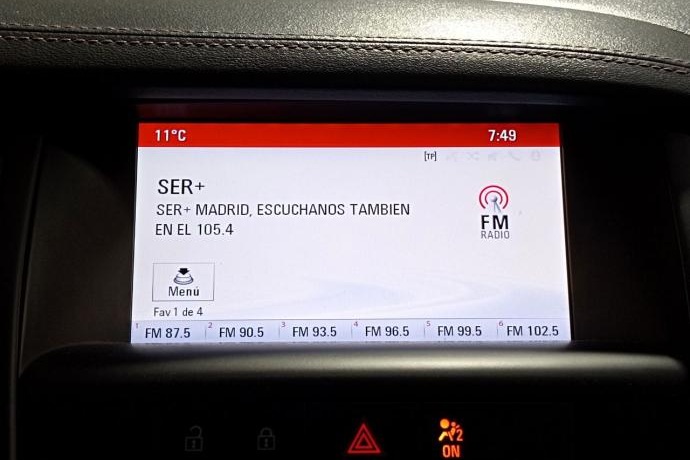 11°C 7:49
[TP]
SER+
SER+ MADRID, ESCUCHANOS TAMBIEN
EN EL 105.4
FM
RADIO
Menú
Fav 1 de 4
1 FM 87.5 2 FM 90.5 3 FM 93.5 4 FM 96.5 5 FM 99.5 6 FM 102.5
2
ON